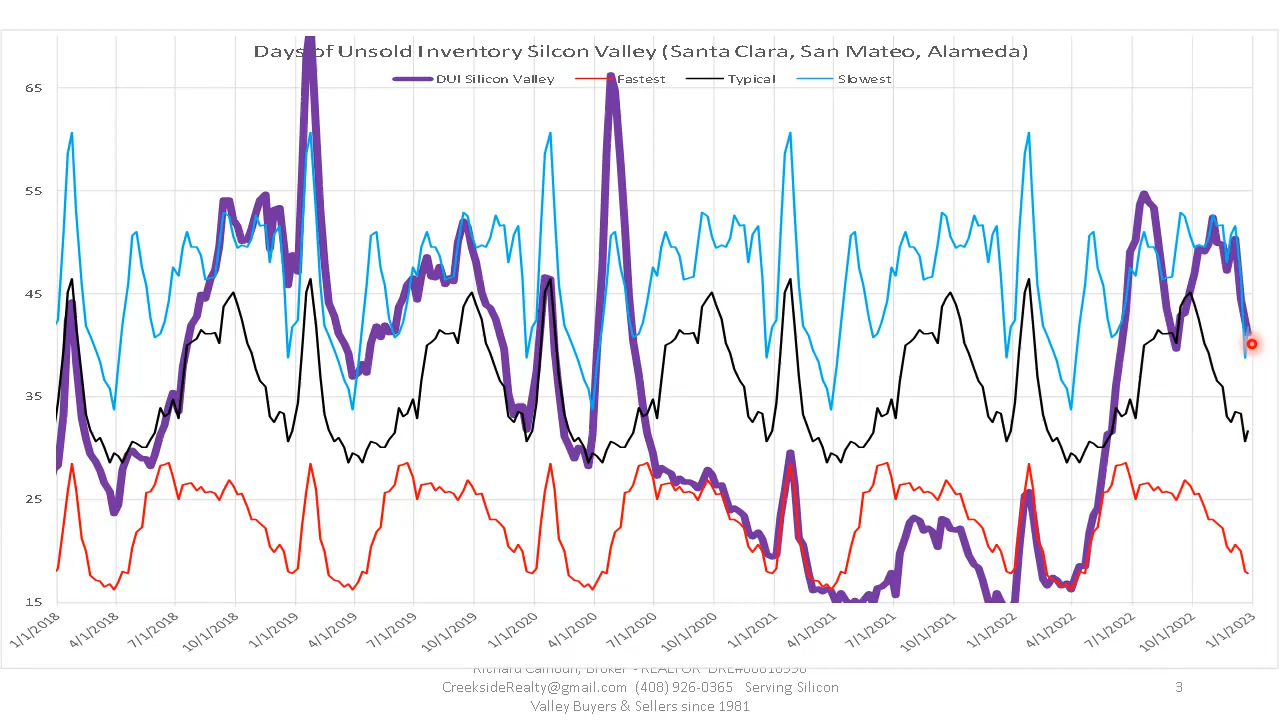 Days of Unsold Inventory Silcon Valley (Santa Clara, San Mateo, Alameda)
DUI Silicon Valley Fastest Typical Slowest
65
55
45
35
25
15
1/1/2018 4/1/2018 7/1/2018 10/1/2018 1/1/2019 4/1/2019 7/1/2019 10/1/2019 1/1/2020 4/1/2020 7/1/2020 10/1/2020 1/1/2021 4/1/2021 7/1/2021 10/1/2021 1/1/2022 4/1/2022 7/1/2022 10/1/2022 1/1/2023
Richard Calhoun, Broker - REALTOR
CreeksideRealty@gmail.com (408) 926-0365 Serving Silicon 3
Valley Buyers & Sellers since 1981